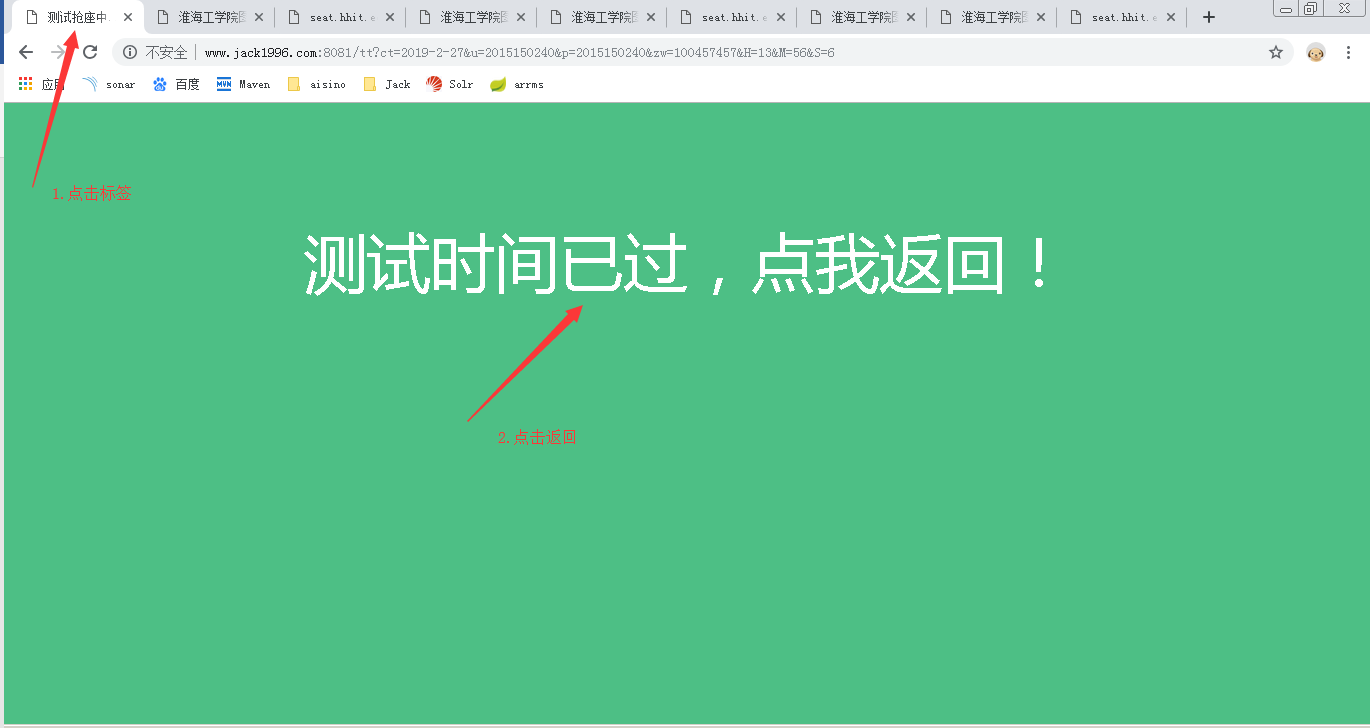 测试抢座中
淮海工学院
seat.hhit.e
淮海工学院
淮海工学院
seat.hhit.e
淮海工学院
淮海工学院
seat.hhit.e
不安全
www.jack1996.com:8081/tt?ct=2019-2-27&u=2015150240&p=2015150240&zw=100457457&H=13&M=56&S=6
应用
sonar
百度
MVN
Maven
aisino
Jack
Solr
arrms
1.点击标签
测试时间已过，点我返回！
2.点击返回